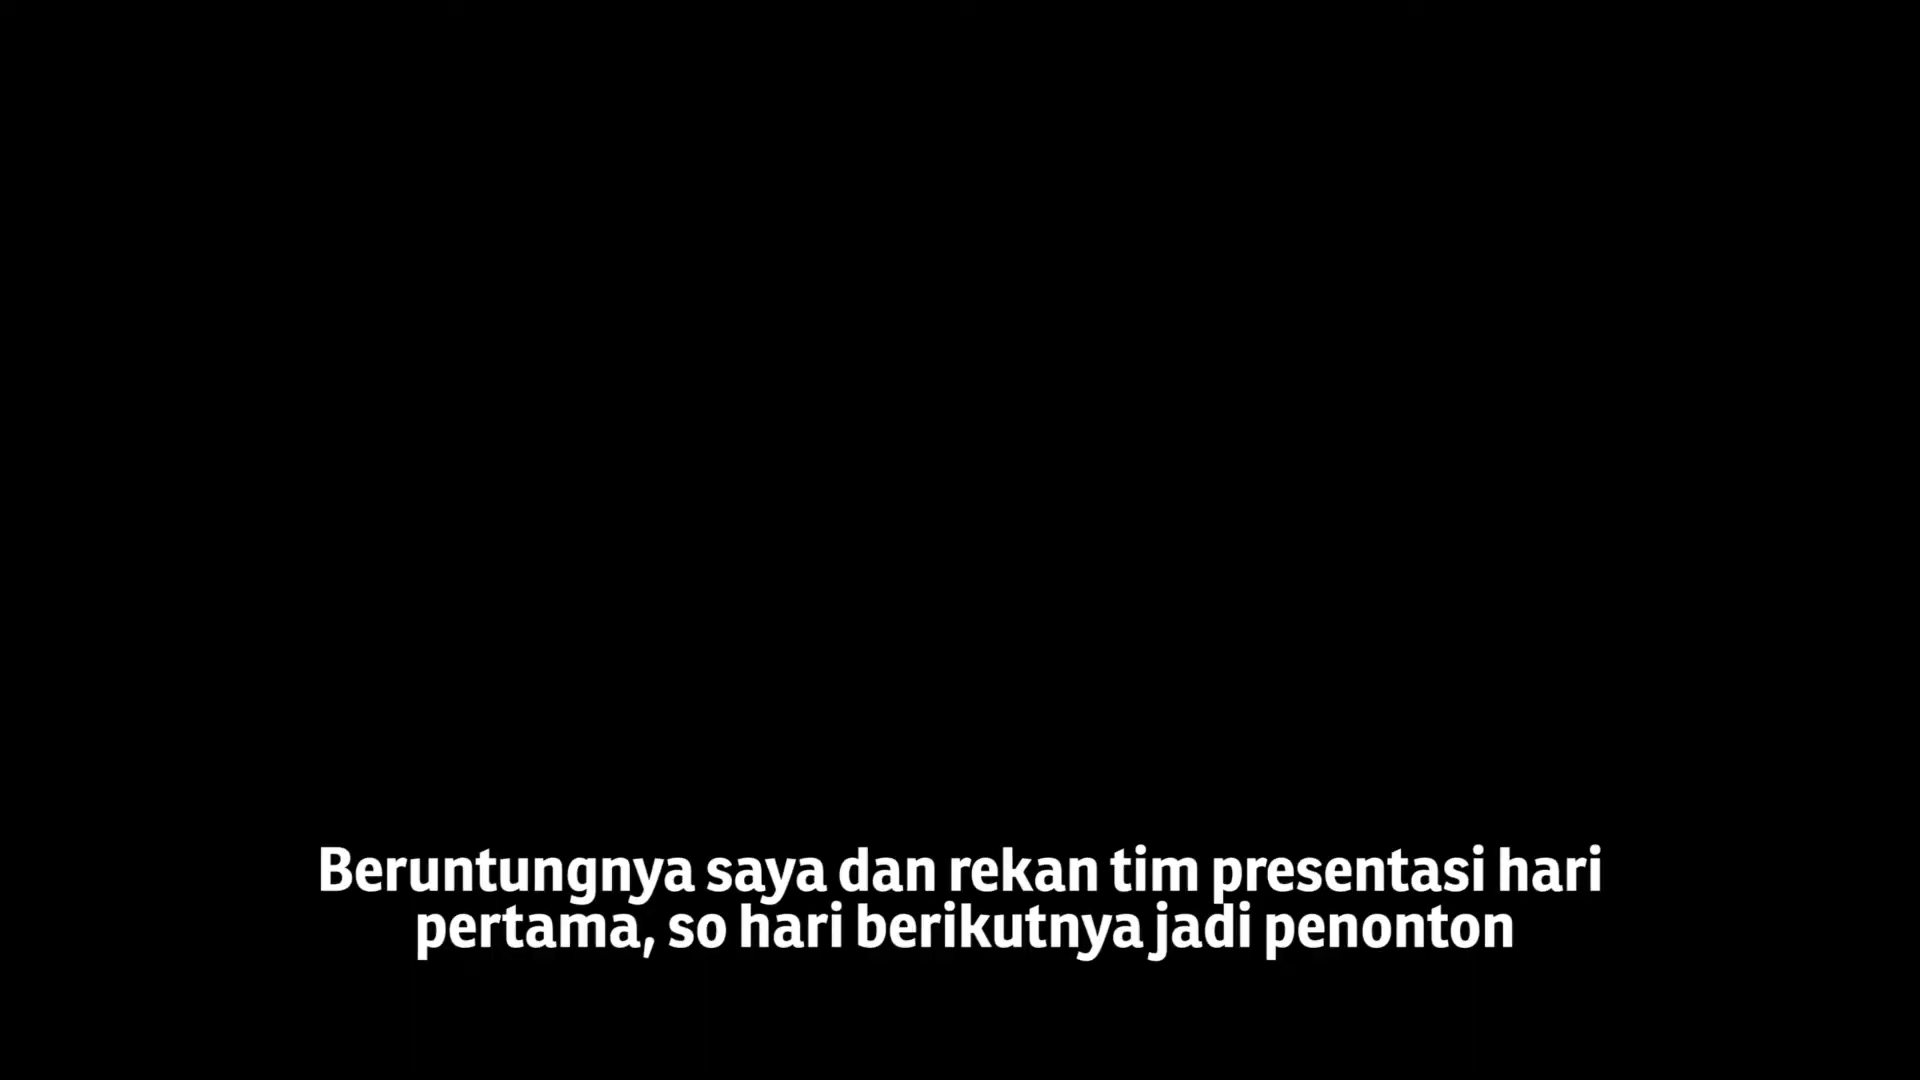 Beruntungnya saya dan rekan tim presentasi hari
pertama, so hari berikutnya jadi penonton